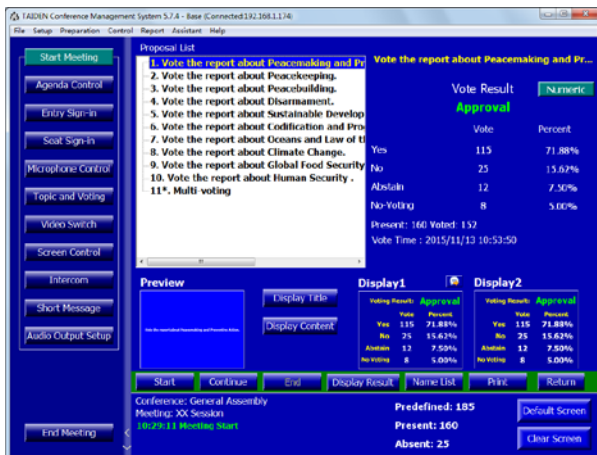 TAIDEN Conference Management System 5.7.4 - Base (Connected:192.168.1.174)
File Setup Preparation Control Report Assistant Help
Start Meeting
Agenda Control
Entry Sign-in
Seat Sign-in
Microphone Control
Topic and Voting
Video Switch
Screen Control
Intercom
Short Message
Audio Output Setup
End Meeting
Proposal List
1. Vote the report about Peacemaking and Pr
2. Vote the report about Peacekeeping.
3. Vote the report about Peacebuilding.
4. Vote the report about Disarmament.
5. Vote the report about Sustainable Develop
6. Vote the report about Codification and Pro
7. Vote the report about Oceans and Law of t
8. Vote the report about Climate Change.
9. Vote the report about Global Food Security
10. Vote the report about Human Security .
11*. Multi-voting
Vote the report about Peacemaking and Pr...
Vote Result Numeric
Approval
Vote Percent
Yes 115 71.88%
No 25 15.62%
Abstain 12 7.50%
No-Voting 8 5.00%
Present: 160 Voted: 152
Vote Time : 2015/11/13 10:53:50
Preview
Vote the report about Peacemaking and Preventive Action.
Display Title
Display Content
Display1
Voting Result: Approval
Vote Percent
Yes 115 71.88%
No 25 15.62%
Abstain 12 7.50%
No-Voting 8 5.00%
Display2
Voting Result: Approval
Vote Percent
Yes 115 71.88%
No 25 15.62%
Abstain 12 7.50%
No-Voting 8 5.00%
Start Continue End Display Result Name List Print Return
Conference: General Assembly
Meeting: XX Session
10:29:11 Meeting Start
Predefined: 185
Present: 160
Absent: 25
Default Screen
Clear Screen